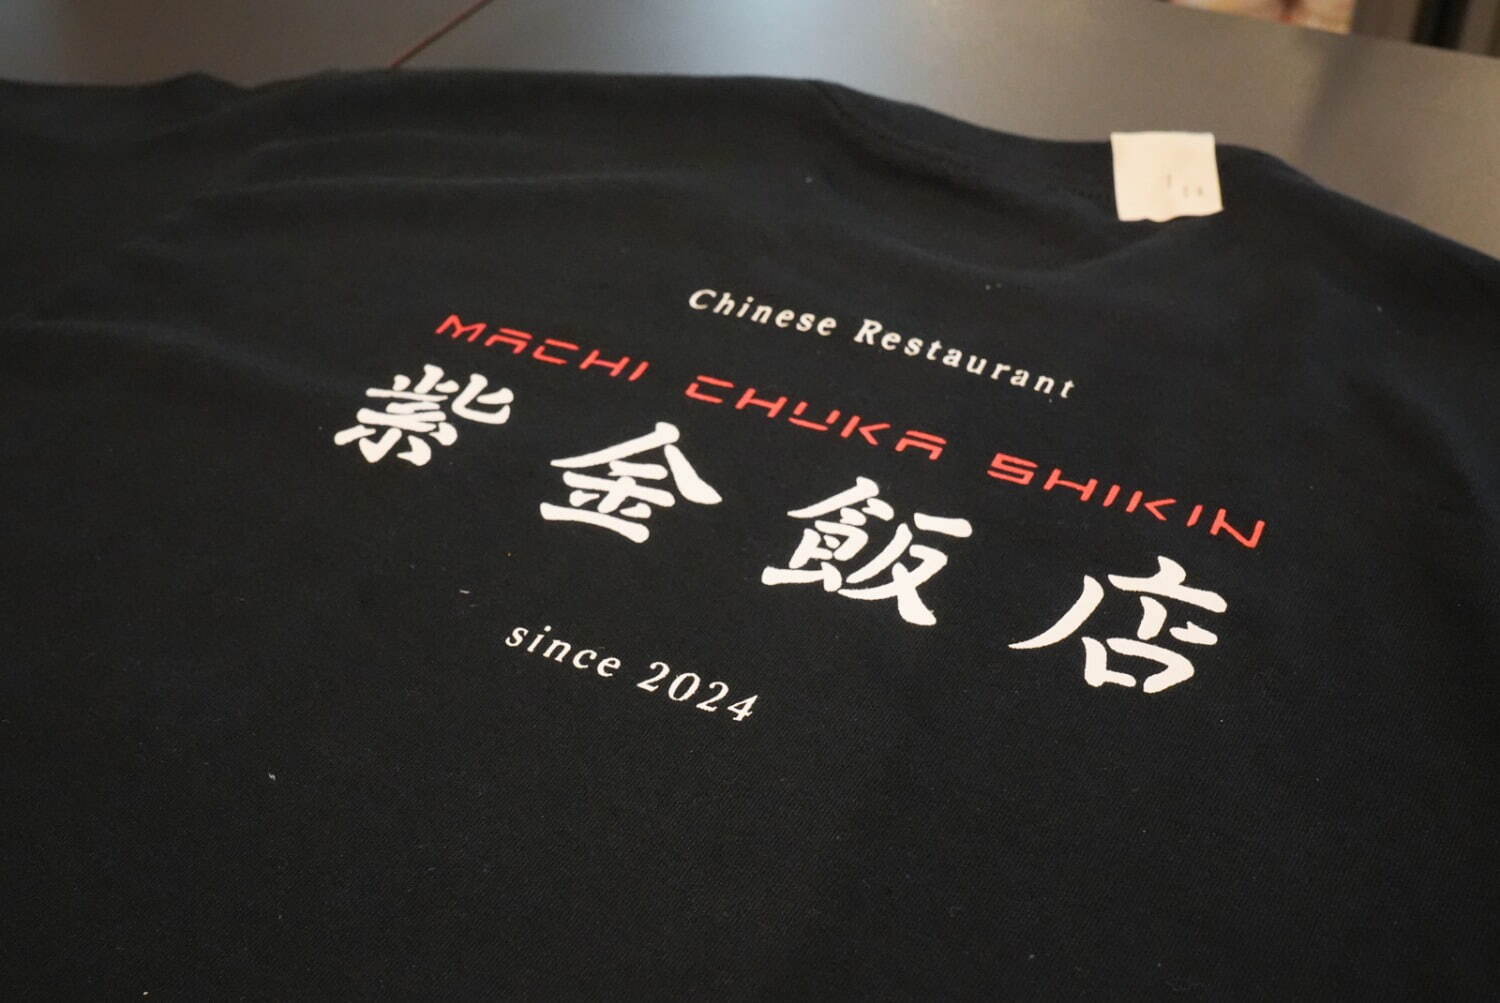 Chinese Restaurant
MACHI CHUKA SHIKIN
紫金飯店
since 2024